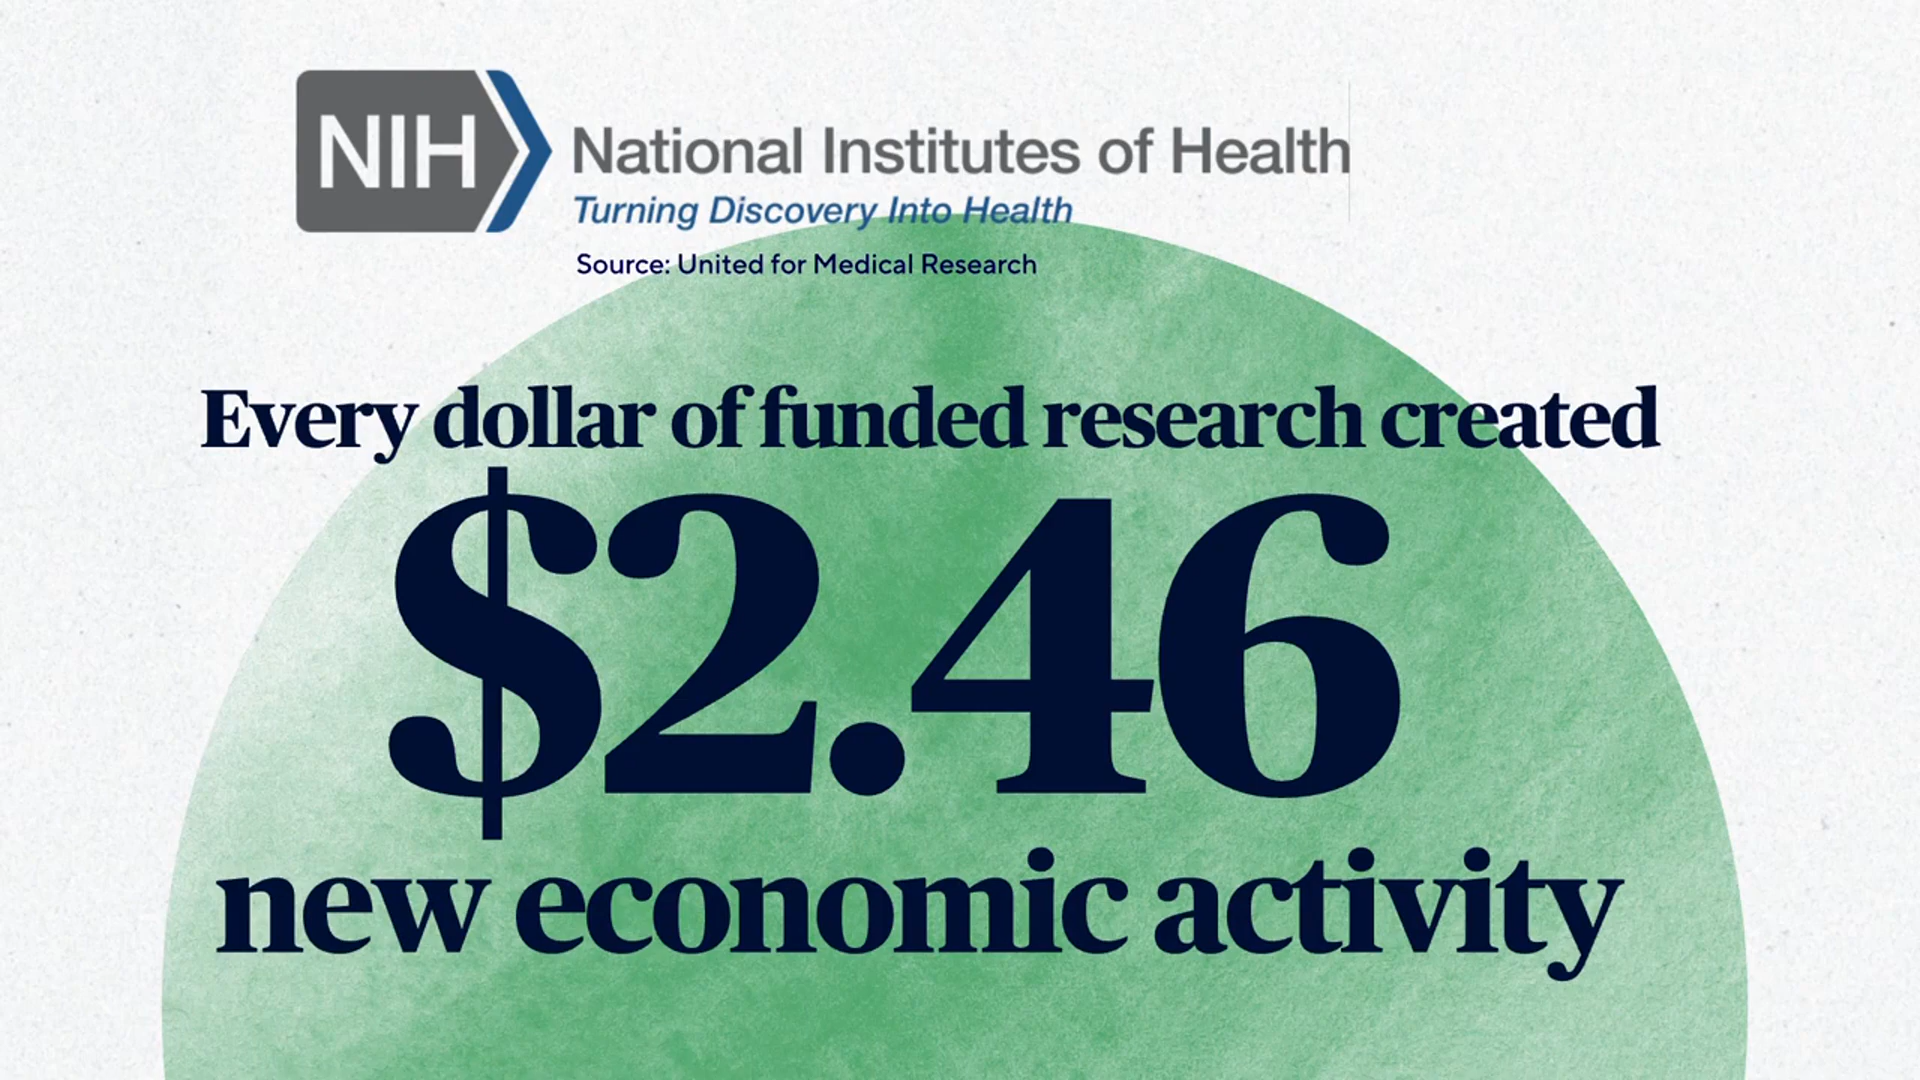 NIH
National Institutes of Health
Turning Discovery Into Health
Source: United for Medical Research
Every dollar of funded research created
$2.46
new economic activity